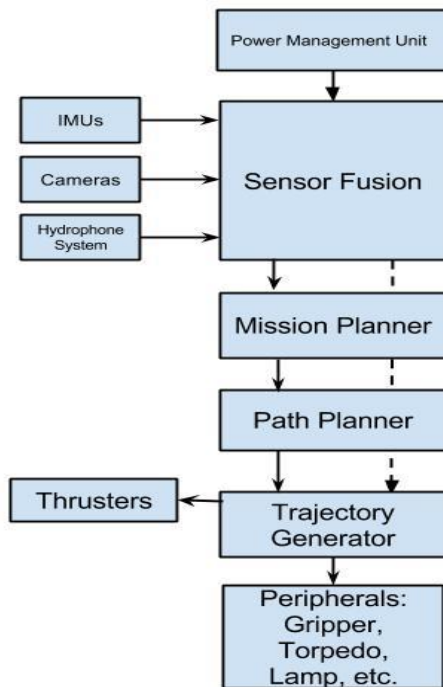 Power Management Unit
IMUs
Cameras
Hydrophone
System
Sensor Fusion
Mission Planner
Path Planner
Thrusters
Trajectory
Generator
Peripherals:
Gripper,
Torpedo,
Lamp, etc.